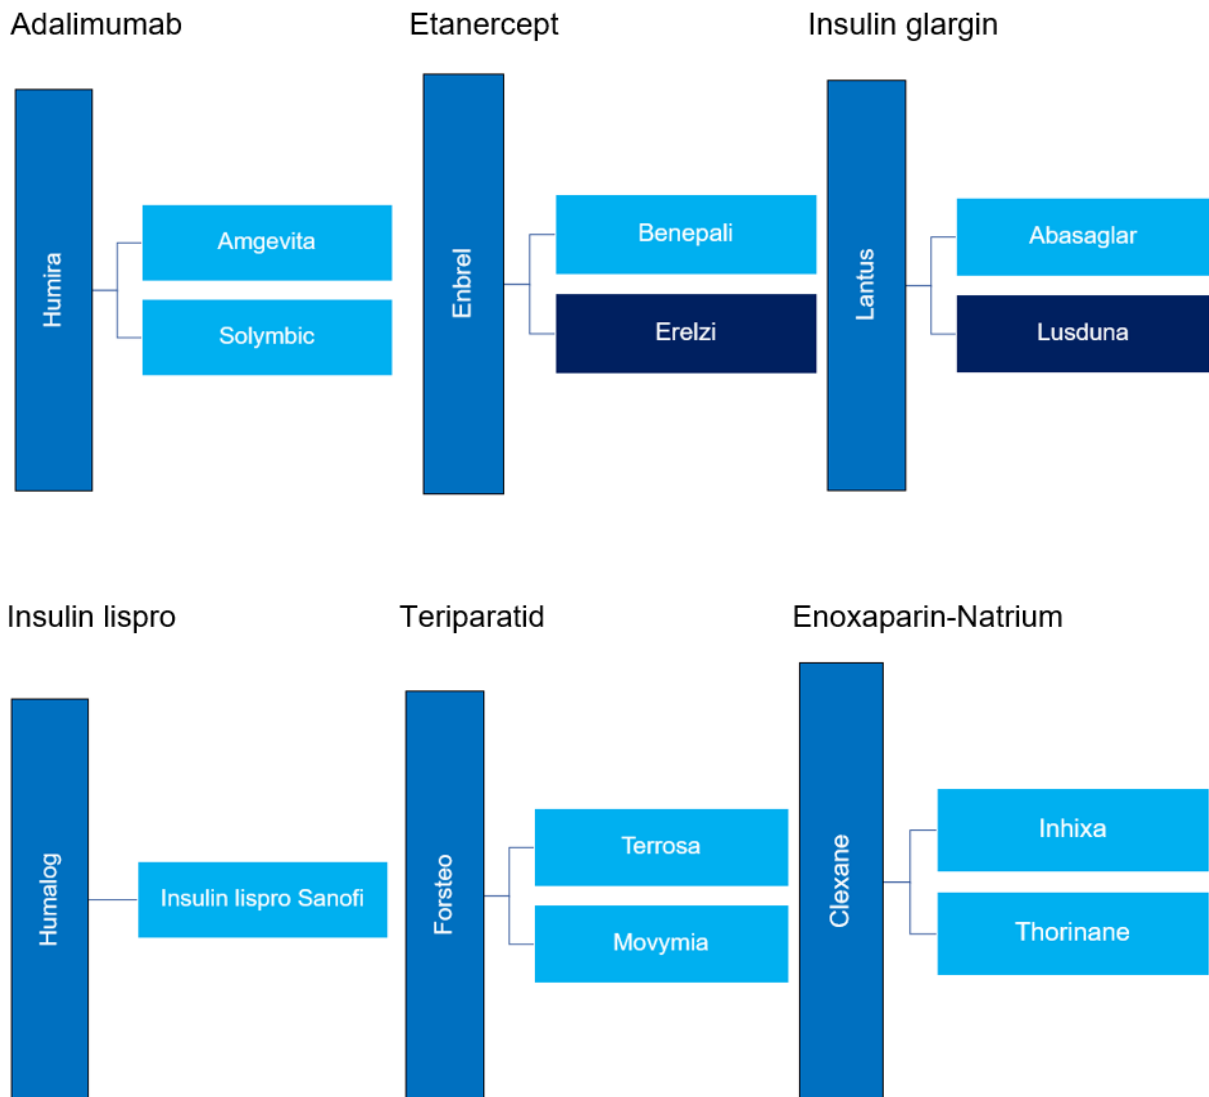 Adalimumab
Humira
Amgevita
Solymbic
Etanercept
Enbrel
Benepali
Erelzi
Insulin glargin
Lantus
Abasaglar
Lusduna
Insulin lispro
Humalog
Insulin lispro Sanofi
Teriparatid
Forsteo
Terrosa
Movymia
Enoxaparin-Natrium
Clexane
Inhixa
Thorinane